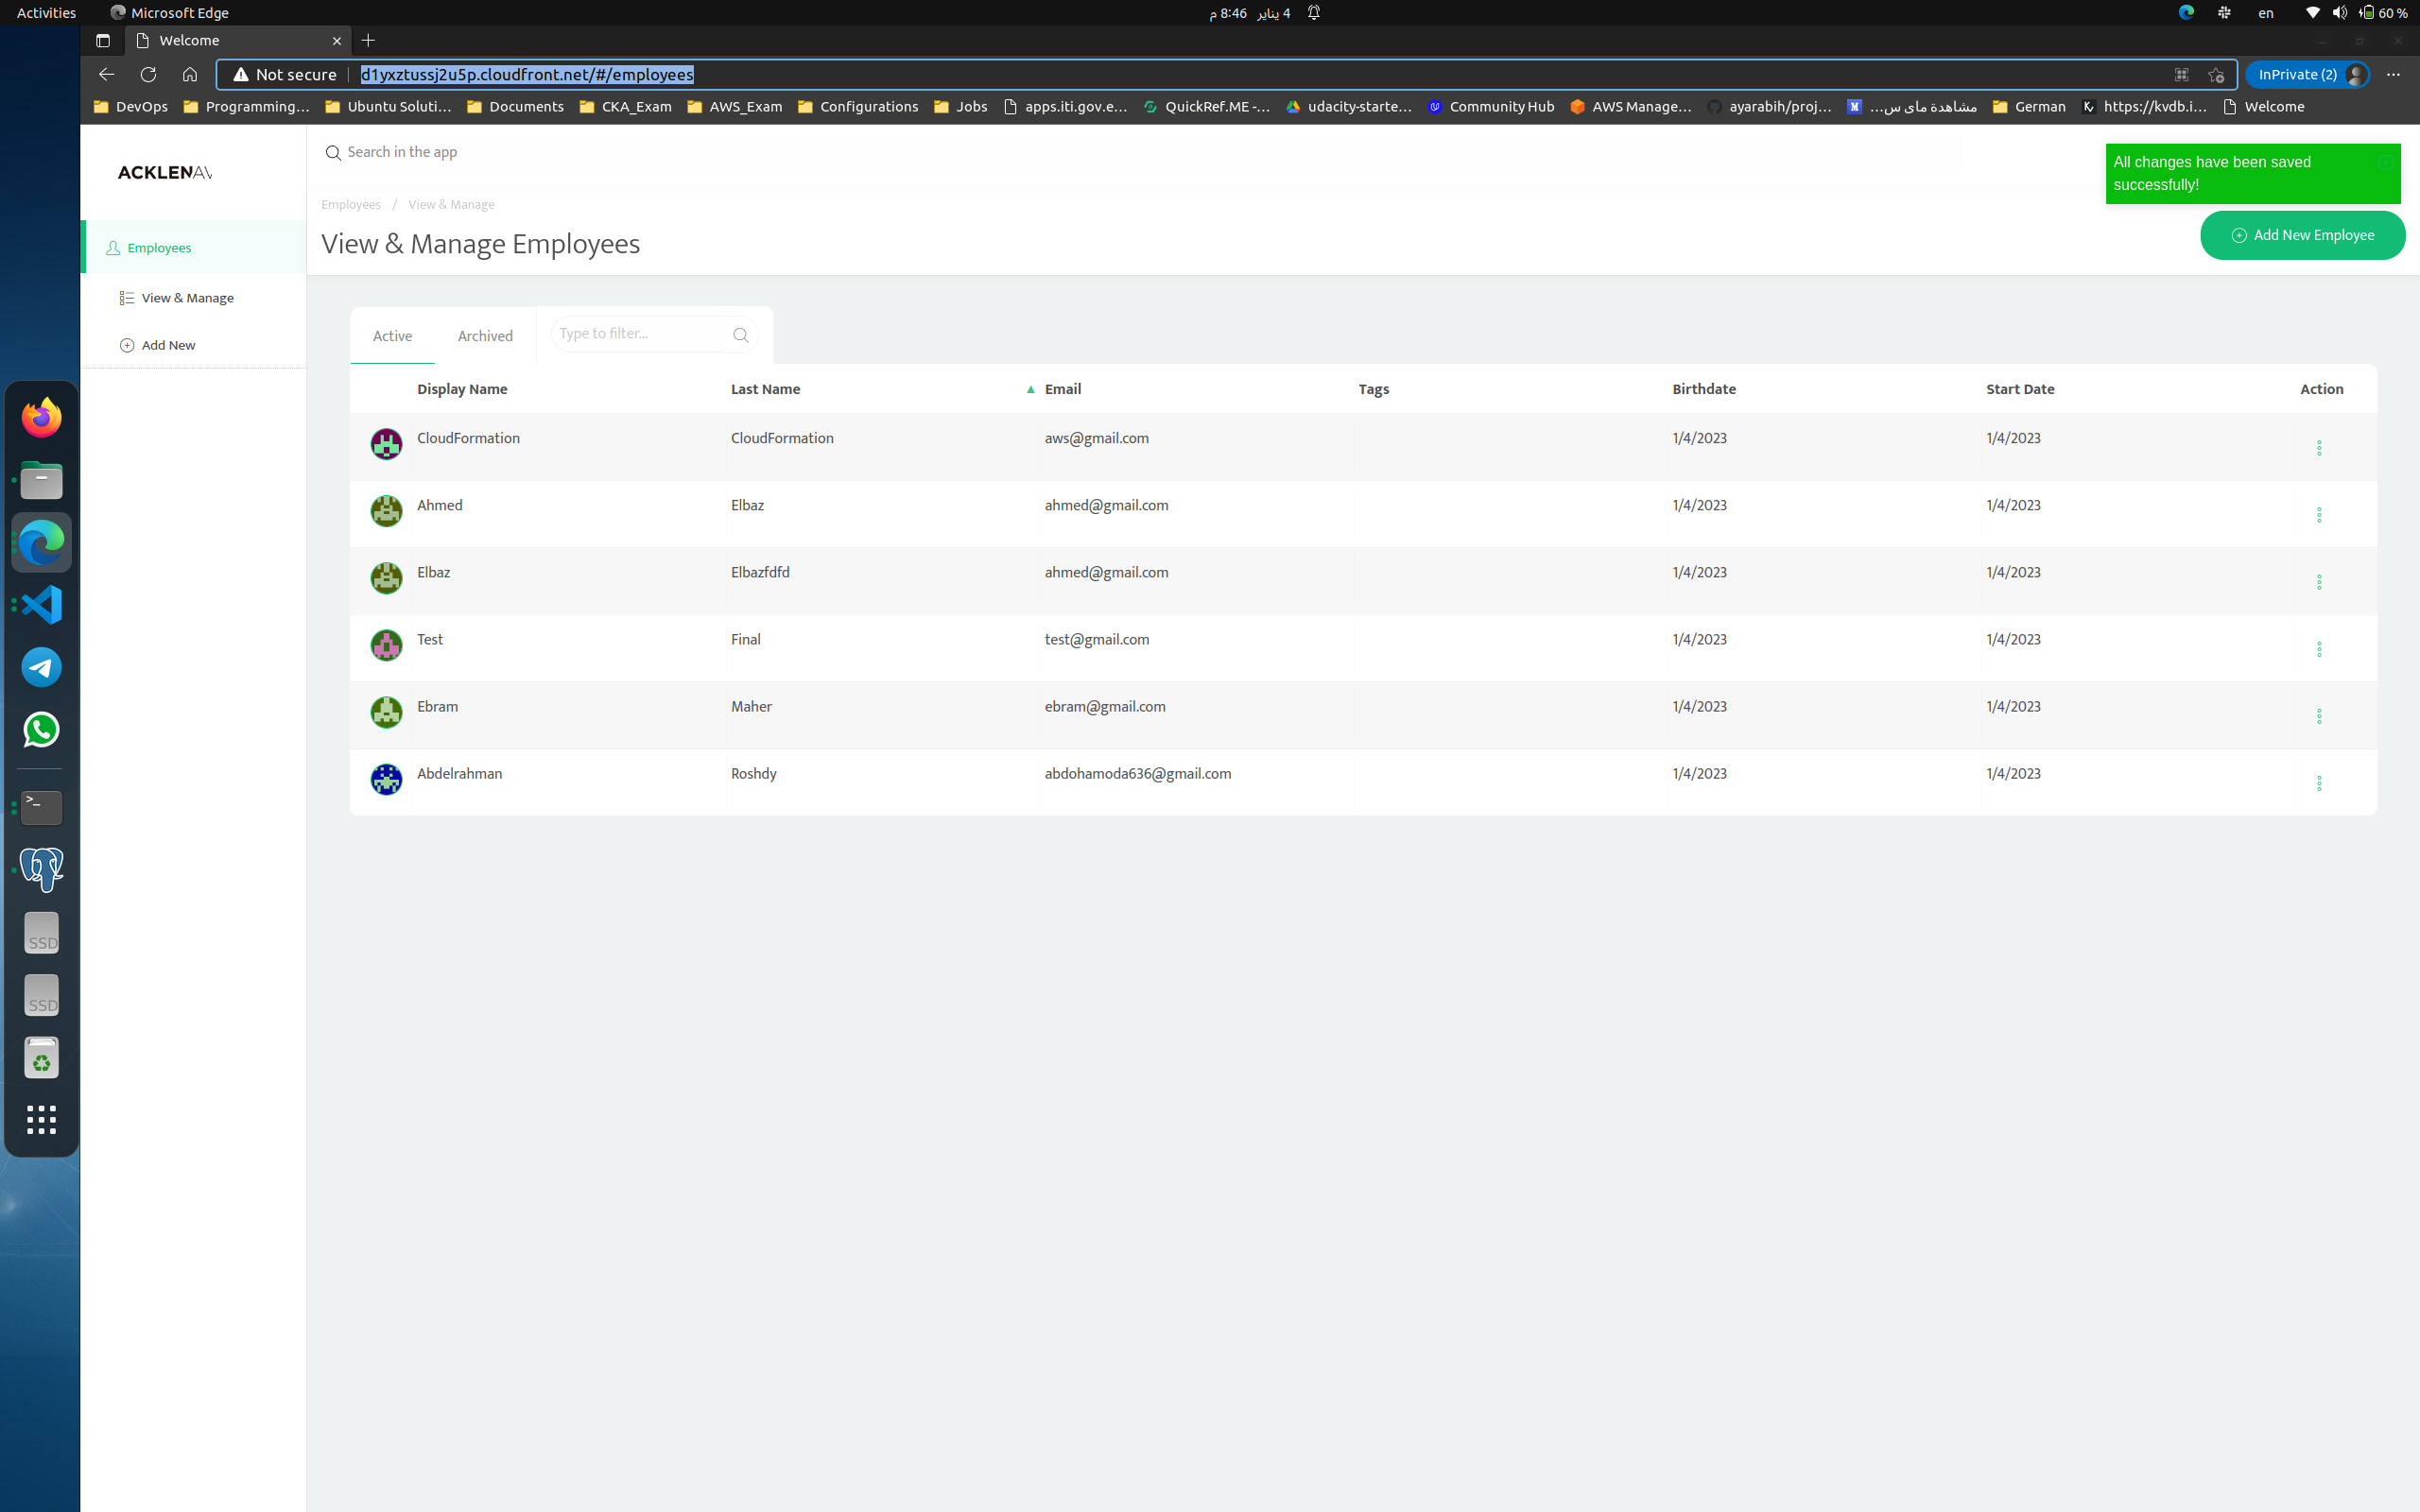 Activities Microsoft Edge 4 يناير 8:46 م en 60 %
Welcome
Not secure d1yxztussj2u5p.cloudfront.net/#/employees InPrivate (2)
DevOps Programming... Ubuntu Soluti... Documents CKA_Exam AWS_Exam Configurations Jobs apps.iti.gov.e... QuickRef.ME -... udacity-starte... Community Hub AWS Manage... ayarabih/proj... مشاهدة ماى س... German https://kvdb.i... Welcome
ACKLENAV
Search in the app
All changes have been saved
successfully!
Employees / View & Manage
View & Manage Employees
Add New Employee
Employees
View & Manage
Add New
Active Archived Type to filter...
Display Name Last Name ▲ Email Tags Birthdate Start Date Action
CloudFormation CloudFormation aws@gmail.com 1/4/2023 1/4/2023
Ahmed Elbaz ahmed@gmail.com 1/4/2023 1/4/2023
Elbaz Elbazfdfd ahmed@gmail.com 1/4/2023 1/4/2023
Test Final test@gmail.com 1/4/2023 1/4/2023
Ebram Maher ebram@gmail.com 1/4/2023 1/4/2023
Abdelrahman Roshdy abdohamoda636@gmail.com 1/4/2023 1/4/2023
>_
SSD
SSD